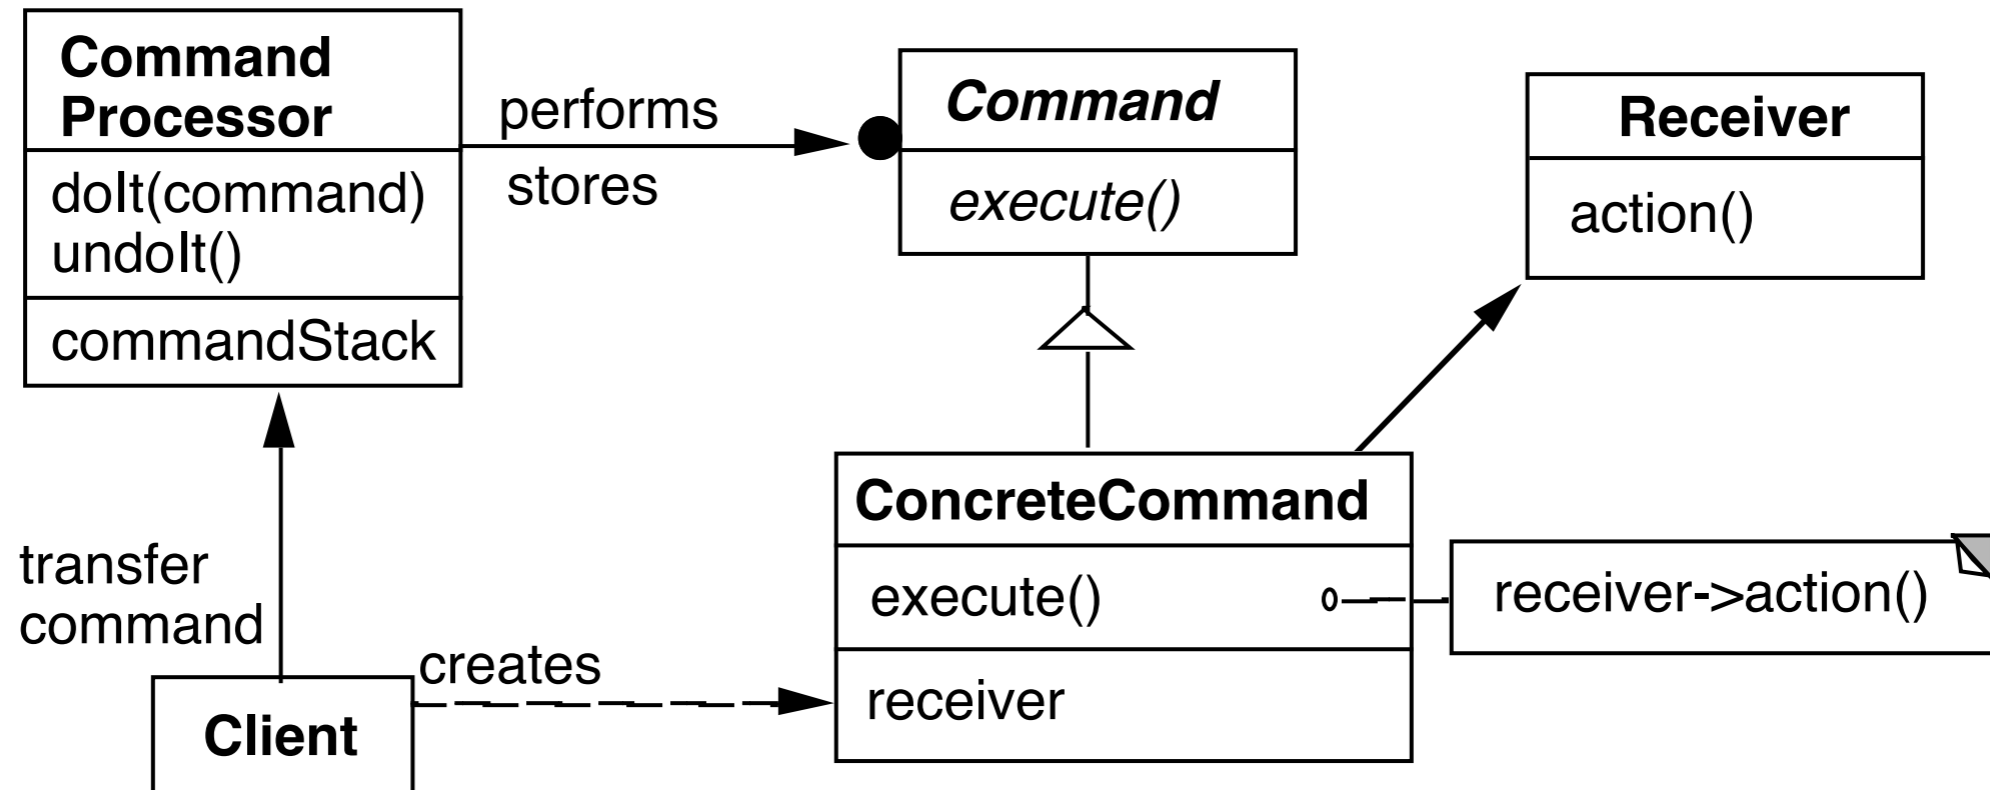 Command
Processor
doIt(command)
undoIt()
commandStack
performs
stores
Command
execute()
Receiver
action()
transfer
command
creates
Client
ConcreteCommand
execute()
receiver
receiver->action()